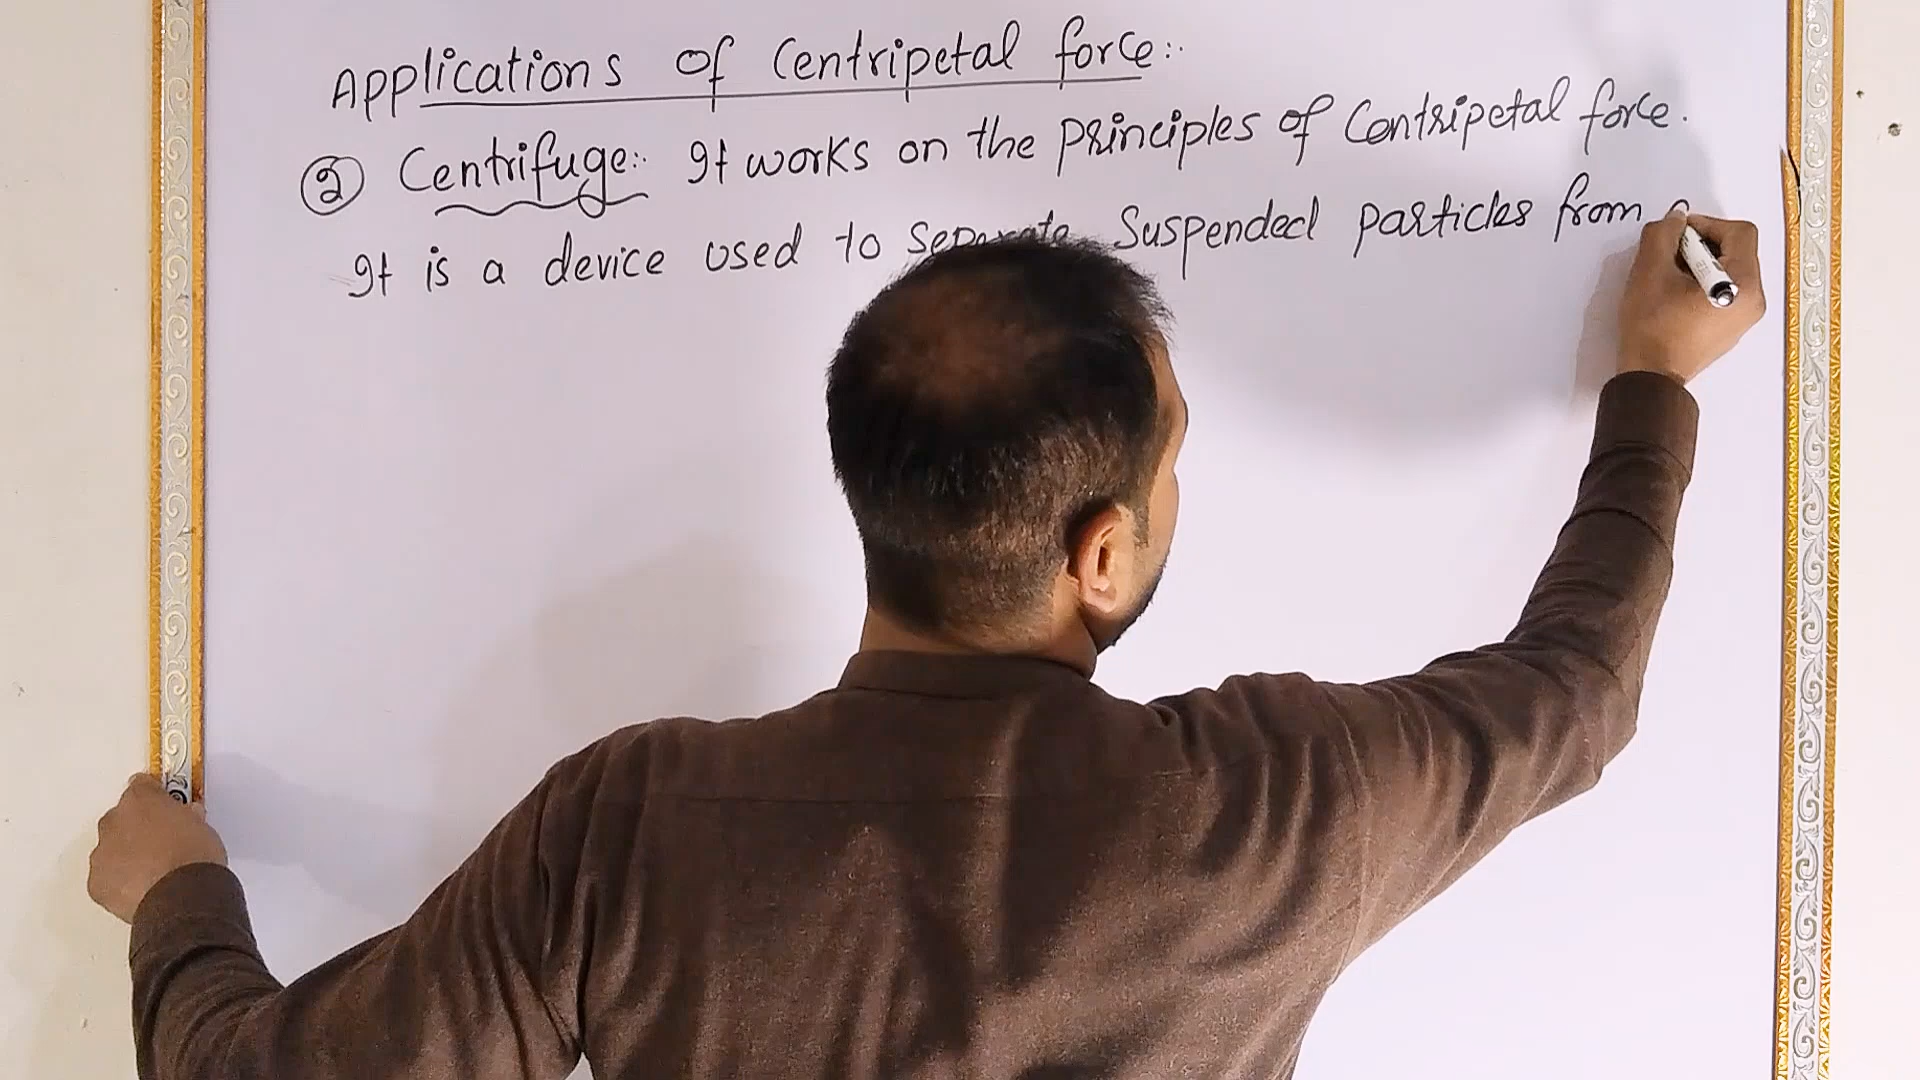 Applications of Centripetal force:
② Centrifuge: It works on the principles of Centripetal force.
It is a device used to Separate Suspended particles from